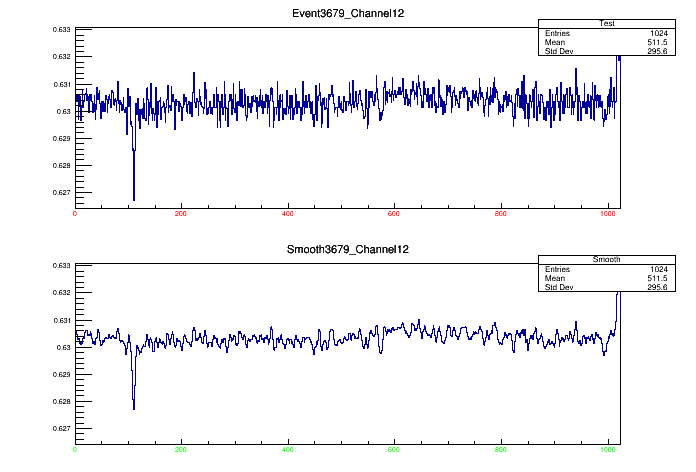 Event3679_Channel12
Test
Entries 1024
Mean 511.5
Std Dev 295.6
0.633
0.632
0.631
0.63
0.629
0.628
0.627
0 200 400 600 800 1000
Smooth3679_Channel12
Smooth
Entries 1024
Mean 511.5
Std Dev 295.6
0.633
0.632
0.631
0.63
0.629
0.628
0.627
0 200 400 600 800 1000